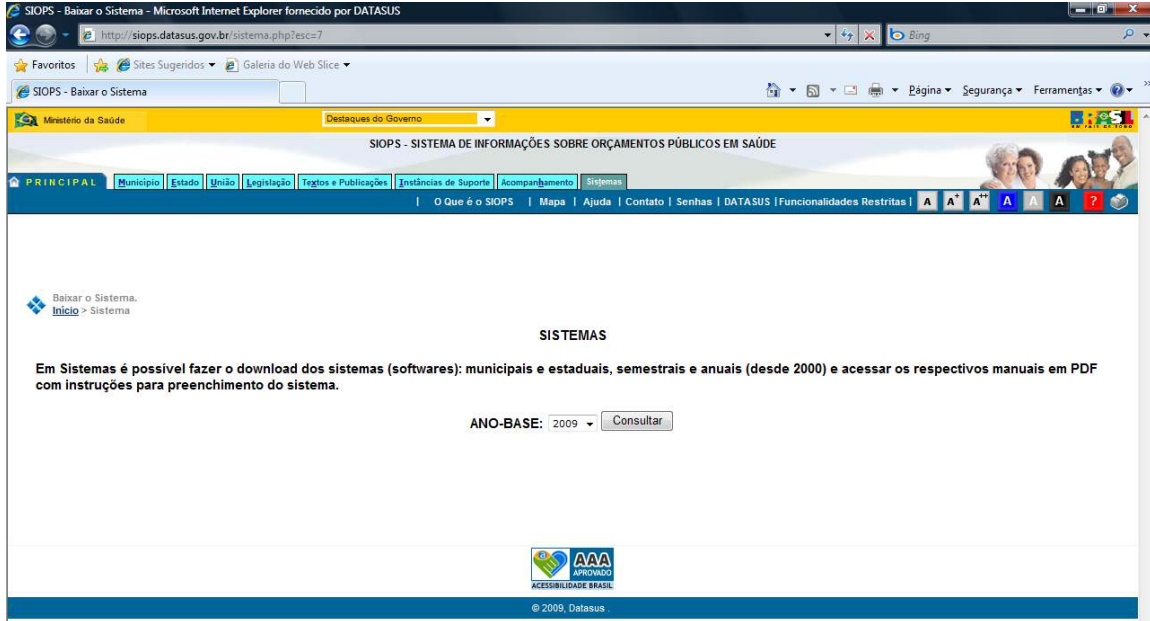 SIOPS - Baixar o Sistema - Microsoft Internet Explorer fornecido por DATASUS
http://siops.datasus.gov.br/sistema.php?esc=7
Bing
Favoritos Sites Sugeridos Galeria do Web Slice
SIOPS - Baixar o Sistema
Página Segurança Ferramentas
Ministério da Saúde
Destaques do Governo
BRASIL
UM PAÍS DE TODOS
SIOPS - SISTEMA DE INFORMAÇÕES SOBRE ORÇAMENTOS PÚBLICOS EM SAÚDE
PRINCIPAL Município Estado União Legislação Textos e Publicações Instâncias de Suporte Acompanhamento Sistemas
| O Que é o SIOPS | Mapa | Ajuda | Contato | Senhas | DATASUS |Funcionalidades Restritas | A A+ A++ A A A ?
Baixar o Sistema.
Início > Sistema
SISTEMAS
Em Sistemas é possível fazer o download dos sistemas (softwares): municipais e estaduais, semestrais e anuais (desde 2000) e acessar os respectivos manuais em PDF
com instruções para preenchimento do sistema.
ANO-BASE: 2009 Consultar
AAA
APROVADO
ACESSIBILIDADE BRASIL
© 2009, Datasus .